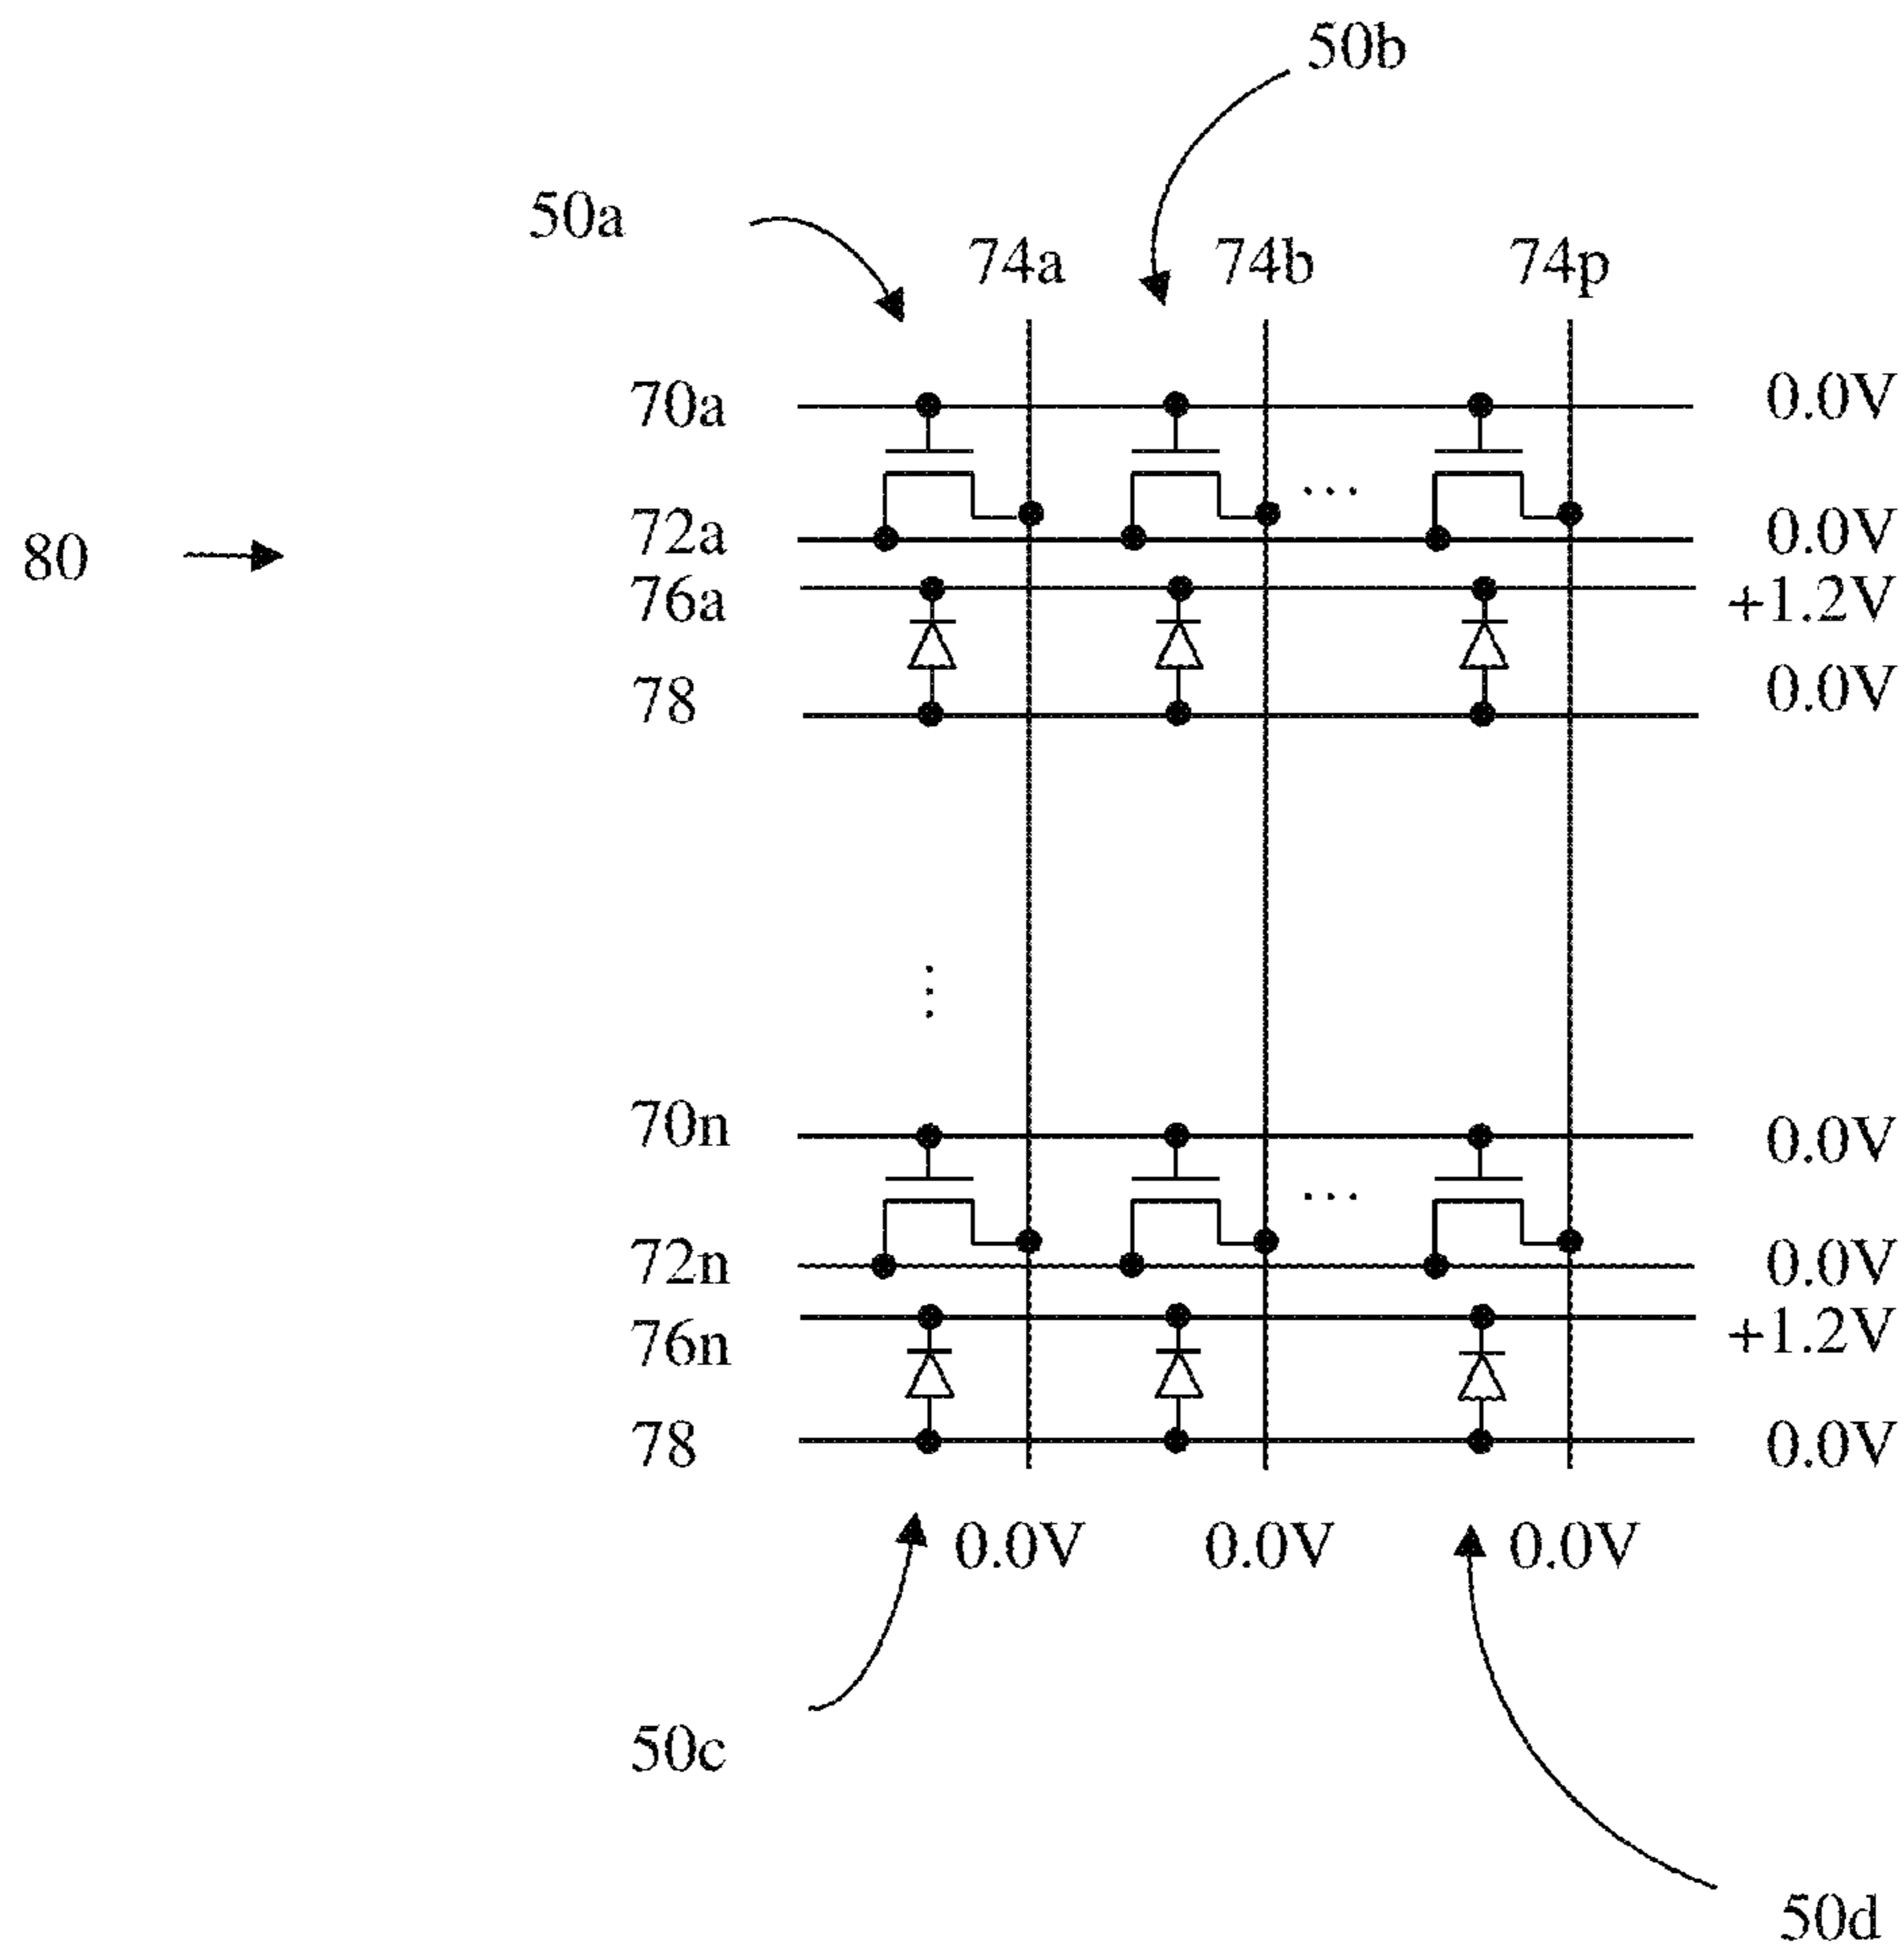 50b
50a
74a 74b 74p
70a 0.0V
...
72a 0.0V
80
76a +1.2V
78 0.0V
...
70n 0.0V
...
72n 0.0V
76n +1.2V
78 0.0V
0.0V 0.0V 0.0V
50c
50d